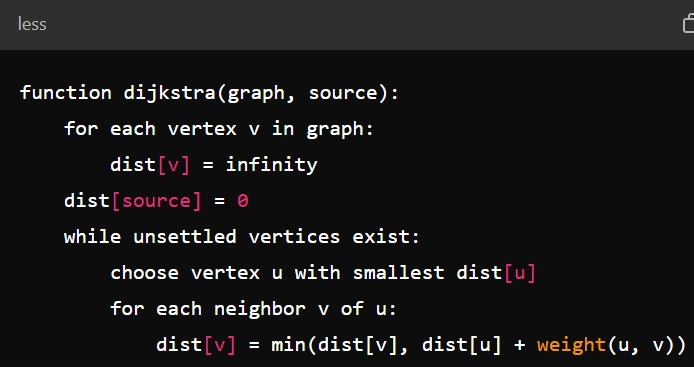 less
function dijkstra(graph, source):
    for each vertex v in graph:
        dist[v] = infinity
    dist[source] = 0
    while unsettled vertices exist:
        choose vertex u with smallest dist[u]
        for each neighbor v of u:
            dist[v] = min(dist[v], dist[u] + weight(u, v))